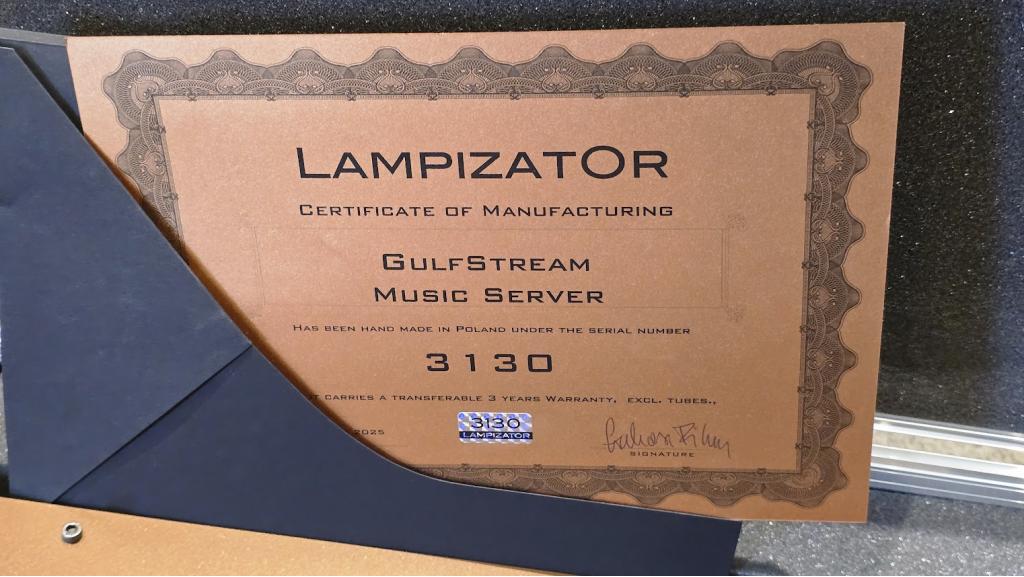 LAMPIZATOR
CERTIFICATE OF MANUFACTURING
GULFSTREAM
MUSIC SERVER
HAS BEEN HAND MADE IN POLAND UNDER THE SERIAL NUMBER
3130
CARRIES A TRANSFERABLE 3 YEARS WARRANTY, EXCL. TUBES.,
2025
3130
LAMPIZATOR
SIGNATURE